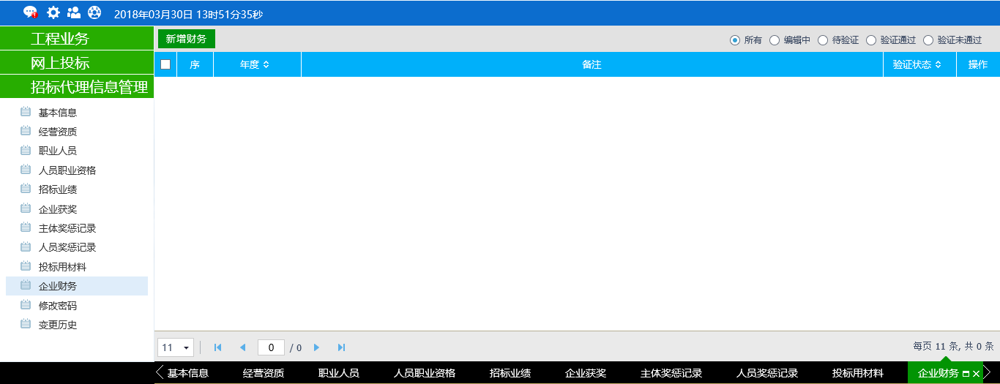 2018年03月30日 13时51分35秒
工程业务
网上投标
招标代理信息管理
基本信息
经营资质
职业人员
人员职业资格
招标业绩
企业获奖
主体奖惩记录
人员奖惩记录
投标用材料
企业财务
修改密码
变更历史
新增财务 所有 编辑中 待验证 验证通过 验证未通过
序 年度 备注 验证状态 操作
11 0 / 0 每页 11 条, 共 0 条
基本信息 经营资质 职业人员 人员职业资格 招标业绩 企业获奖 主体奖惩记录 人员奖惩记录 投标用材料 企业财务